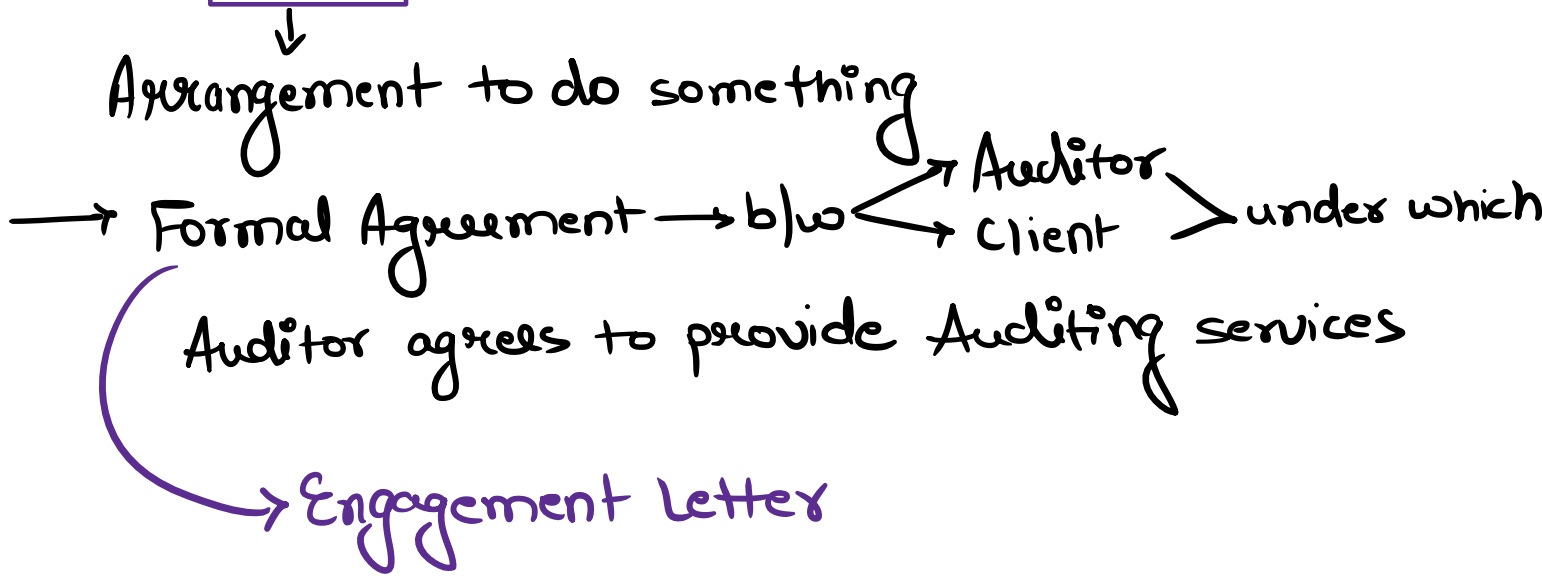 Arrangement to do something
→ Formal Agreement → b/w → Auditor → Client under which
Auditor agrees to provide Auditing services
→ Engagement Letter